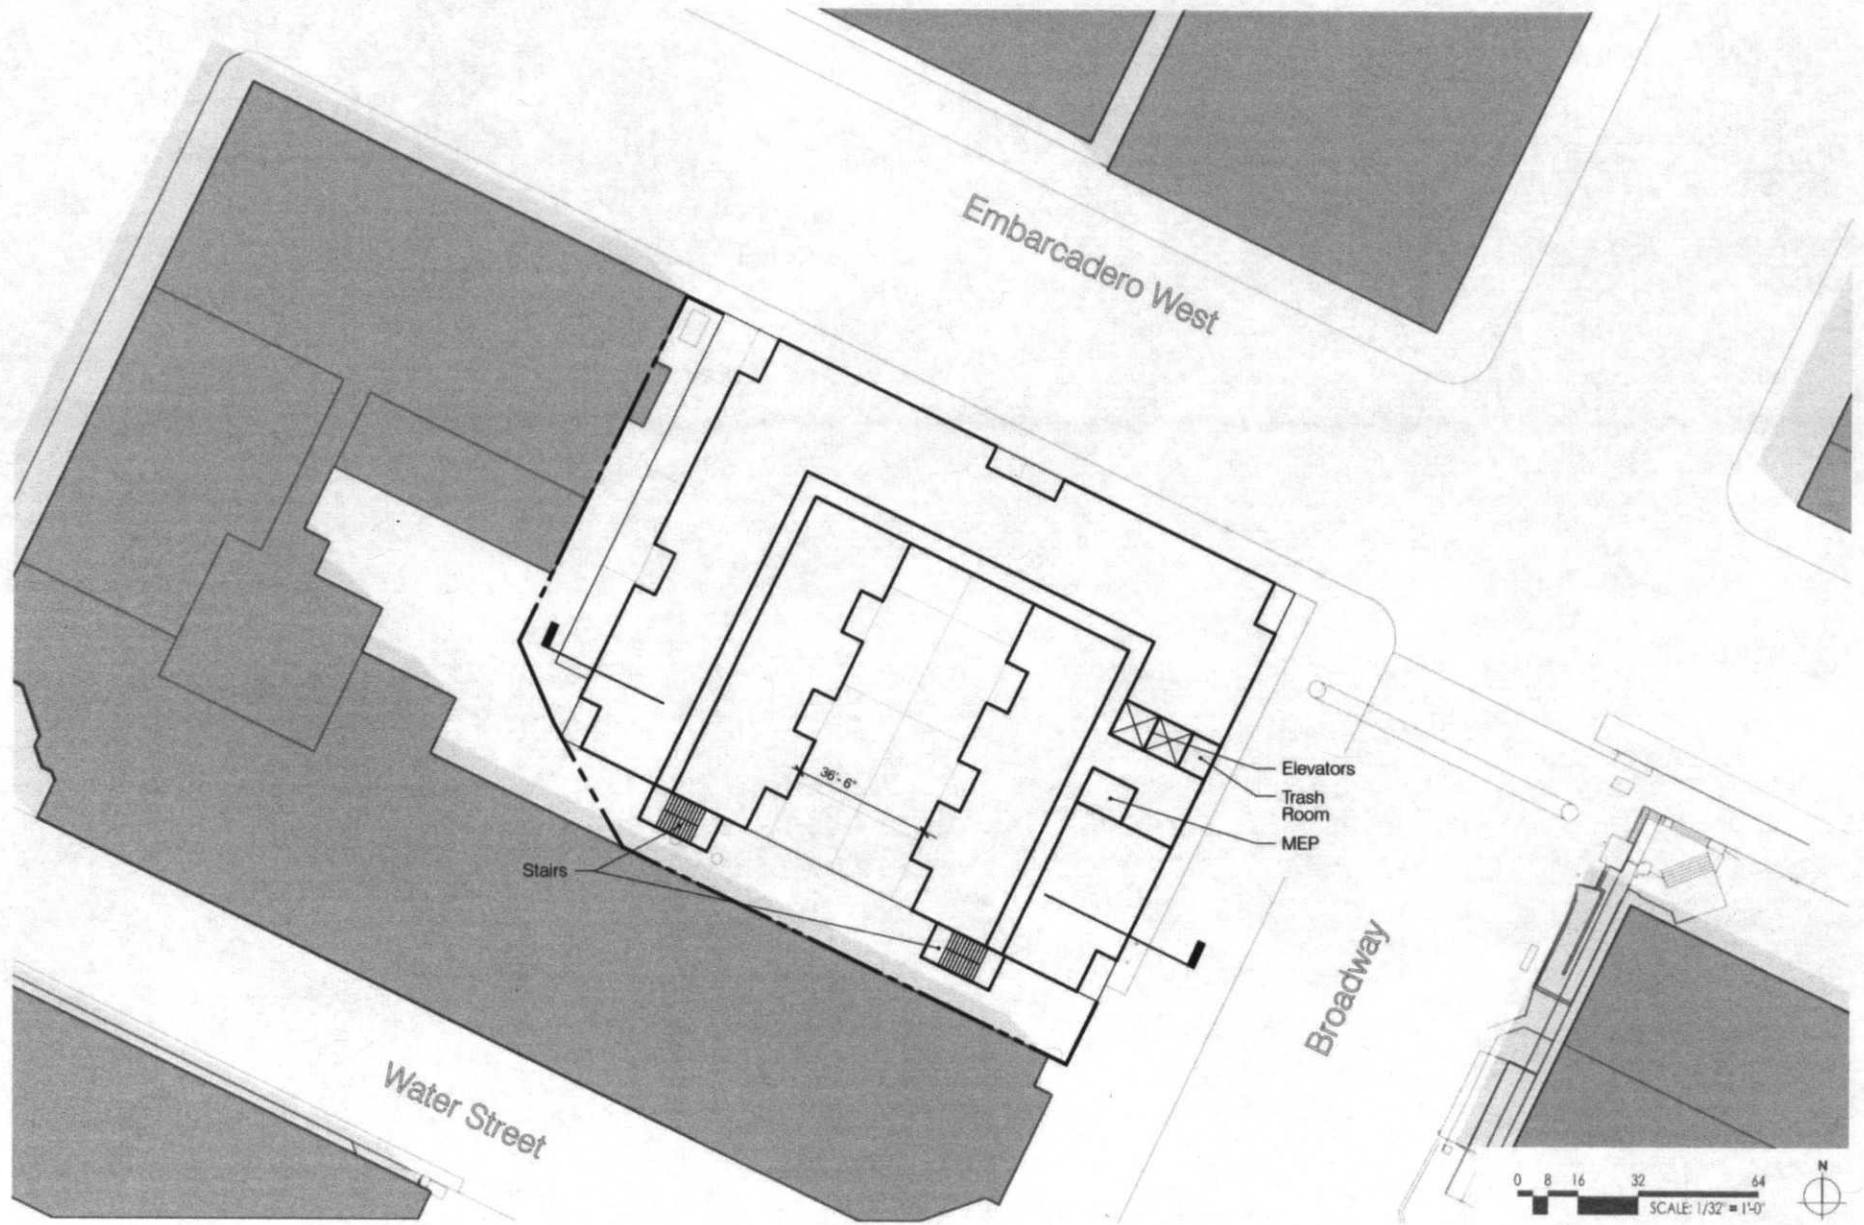 Embarcadero West
36'- 6"
Elevators
Trash
Room
MEP
Stairs
Broadway
Water Street
N
0 8 16 32 64
SCALE: 1/32" = 1'-0"